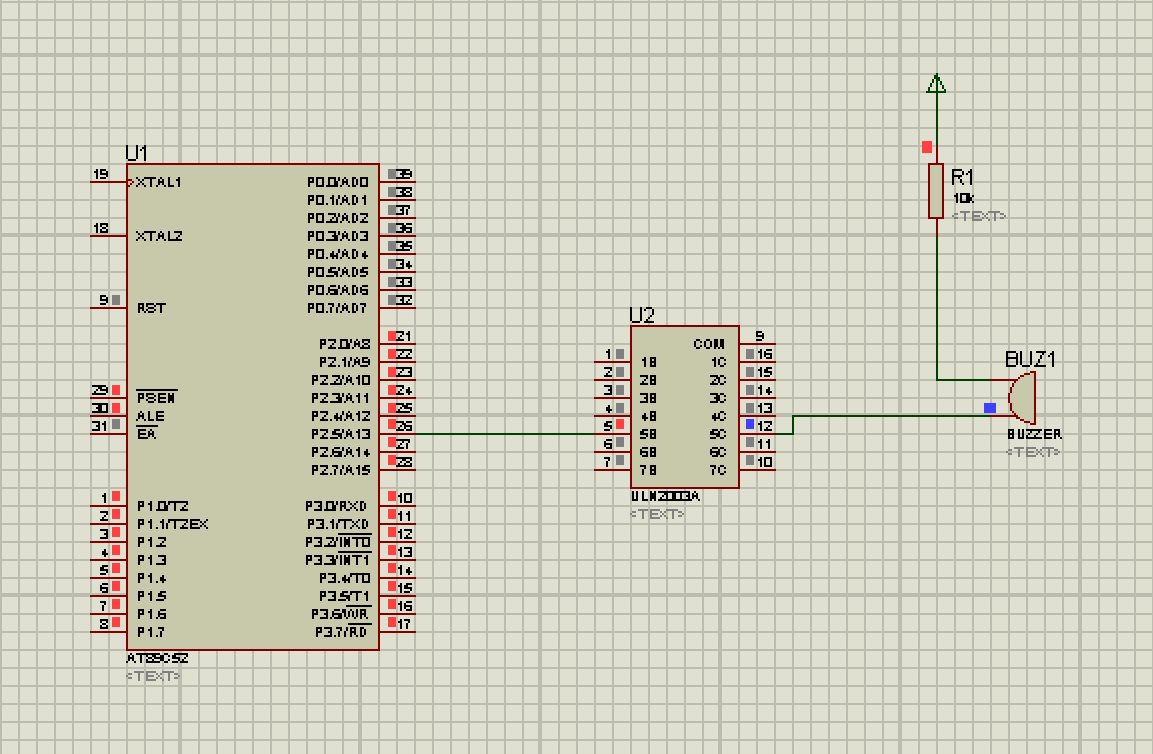 U1
19 XTAL1 P0.0/AD0 39
P0.1/AD1 38
P0.2/AD2 37
18 XTAL2 P0.3/AD3 36
P0.4/AD4 35
P0.5/AD5 34
P0.6/AD6 33
9 RST P0.7/AD7 32
P2.0/A8 21
P2.1/A9 22
P2.2/A10 23
29 PSEN P2.3/A11 24
30 ALE P2.4/A12 25
31 EA P2.5/A13 26
P2.6/A14 27
P2.7/A15 28
1 P1.0/T2 P3.0/RXD 10
2 P1.1/T2EX P3.1/TXD 11
3 P1.2 P3.2/INT0 12
4 P1.3 P3.3/INT1 13
5 P1.4 P3.4/T0 14
6 P1.5 P3.5/T1 15
7 P1.6 P3.6/WR 16
8 P1.7 P3.7/RD 17
AT89C52
<TEXT>
U2
COM 9
1 1B 1C 16
2 2B 2C 15
3 3B 3C 14
4 4B 4C 13
5 5B 5C 12
6 6B 6C 11
7 7B 7C 10
ULN2003A
<TEXT>
R1
10k
<TEXT>
BUZ1
BUZZER
<TEXT>